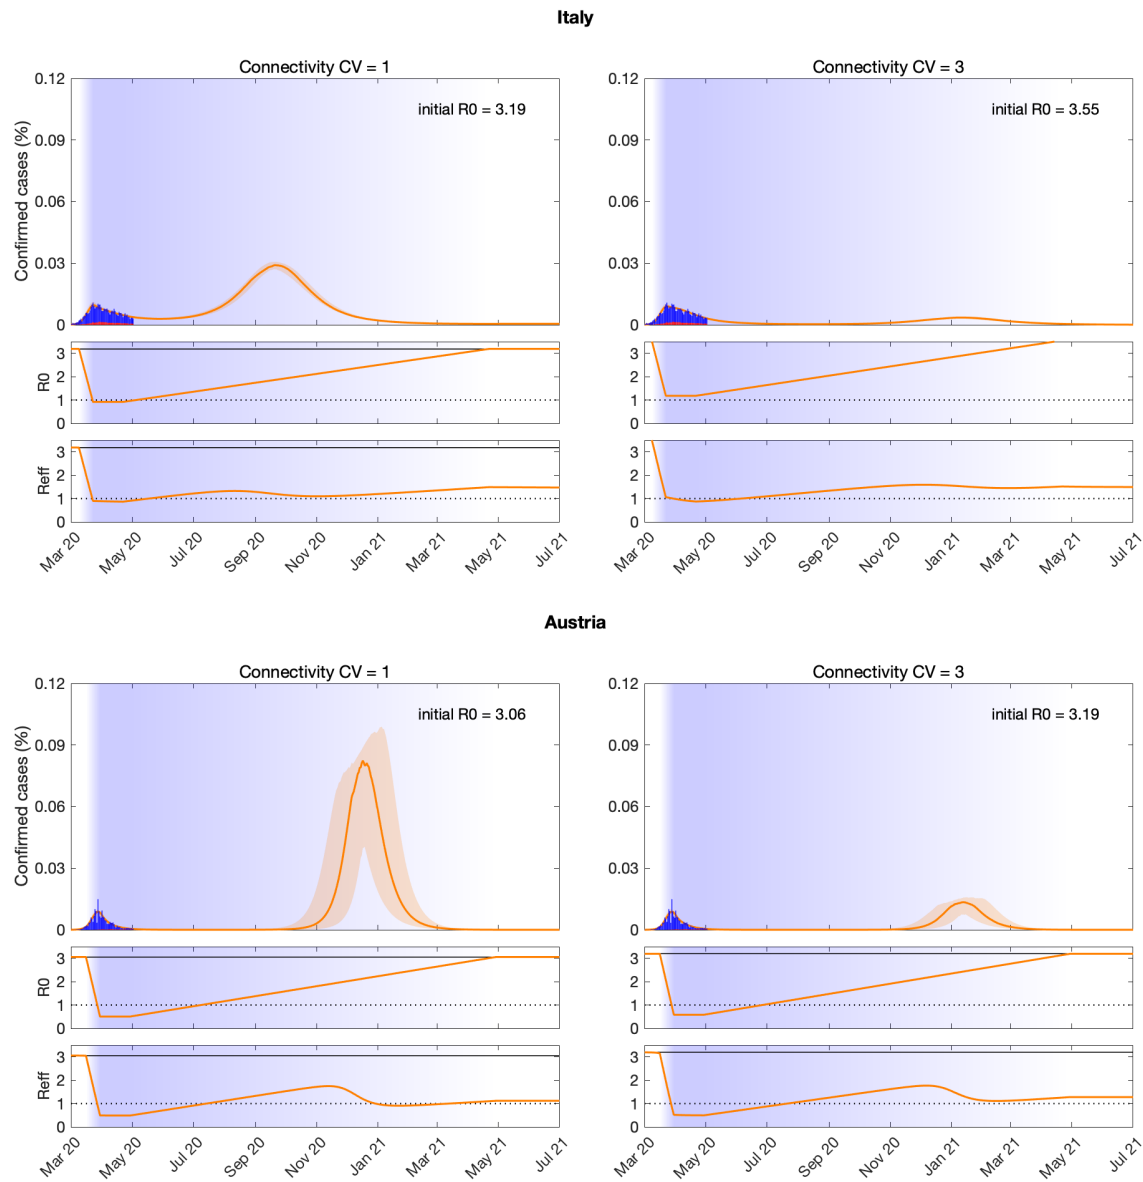 Italy
Connectivity CV = 1
Connectivity CV = 3
0.12
0.09
0.06
0.03
0
Confirmed cases (%)
initial R0 = 3.19
0.12
0.09
0.06
0.03
0
initial R0 = 3.55
3
2
1
0
R0
3
2
1
0
3
2
1
0
Reff
3
2
1
0
Mar 20
May 20
Jul 20
Sep 20
Nov 20
Jan 21
Mar 21
May 21
Jul 21
Mar 20
May 20
Jul 20
Sep 20
Nov 20
Jan 21
Mar 21
May 21
Jul 21
Austria
Connectivity CV = 1
Connectivity CV = 3
0.12
0.09
0.06
0.03
0
Confirmed cases (%)
initial R0 = 3.06
0.12
0.09
0.06
0.03
0
initial R0 = 3.19
3
2
1
0
R0
3
2
1
0
3
2
1
0
Reff
3
2
1
0
Mar 20
May 20
Jul 20
Sep 20
Nov 20
Jan 21
Mar 21
May 21
Jul 21
Mar 20
May 20
Jul 20
Sep 20
Nov 20
Jan 21
Mar 21
May 21
Jul 21